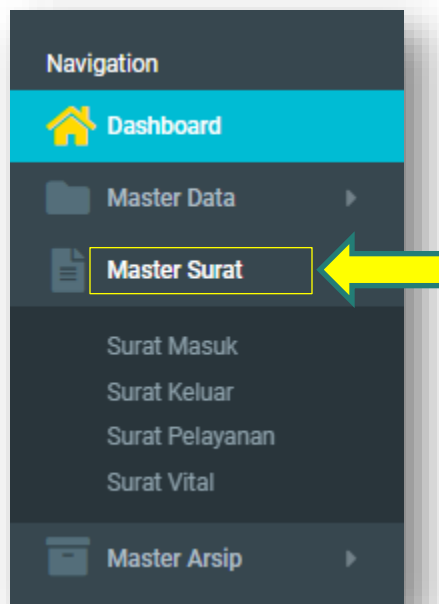 Navigation
Dashboard
Master Data
Master Surat
Surat Masuk
Surat Keluar
Surat Pelayanan
Surat Vital
Master Arsip